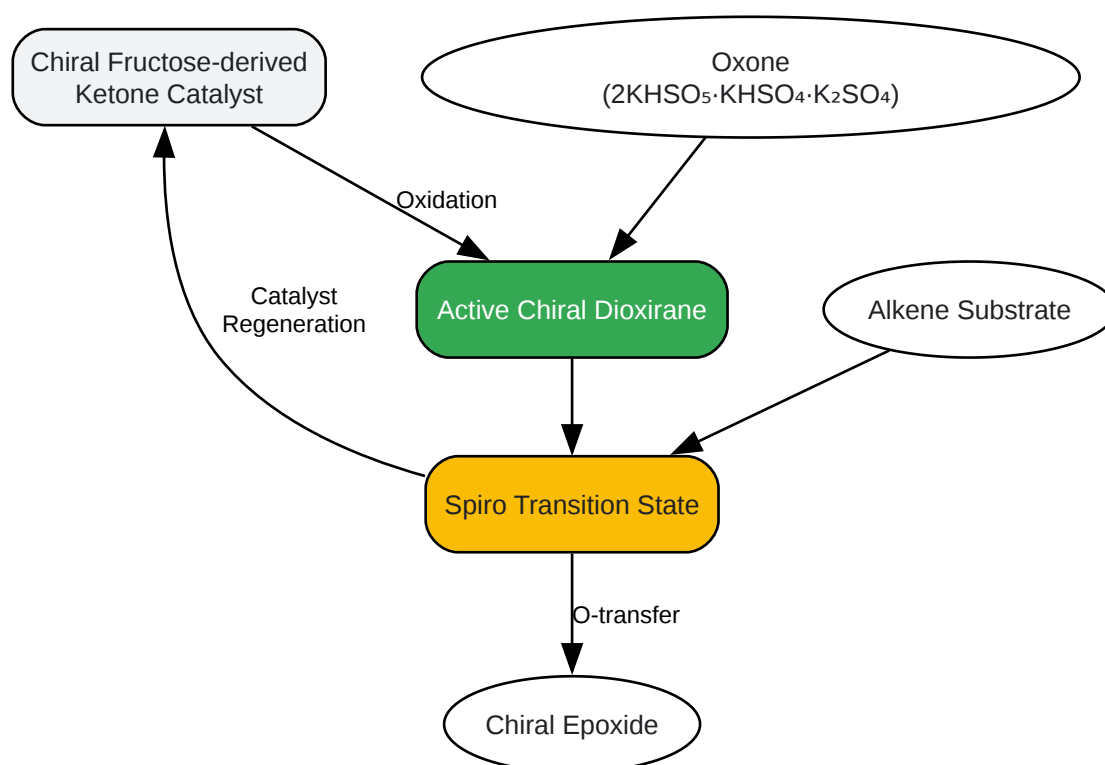 Chiral Fructose-derived
Ketone Catalyst
Oxone
(2KHSO₅·KHSO₄·K₂SO₄)
Oxidation
Catalyst
Regeneration
Active Chiral Dioxirane
Alkene Substrate
Spiro Transition State
O-transfer
Chiral Epoxide